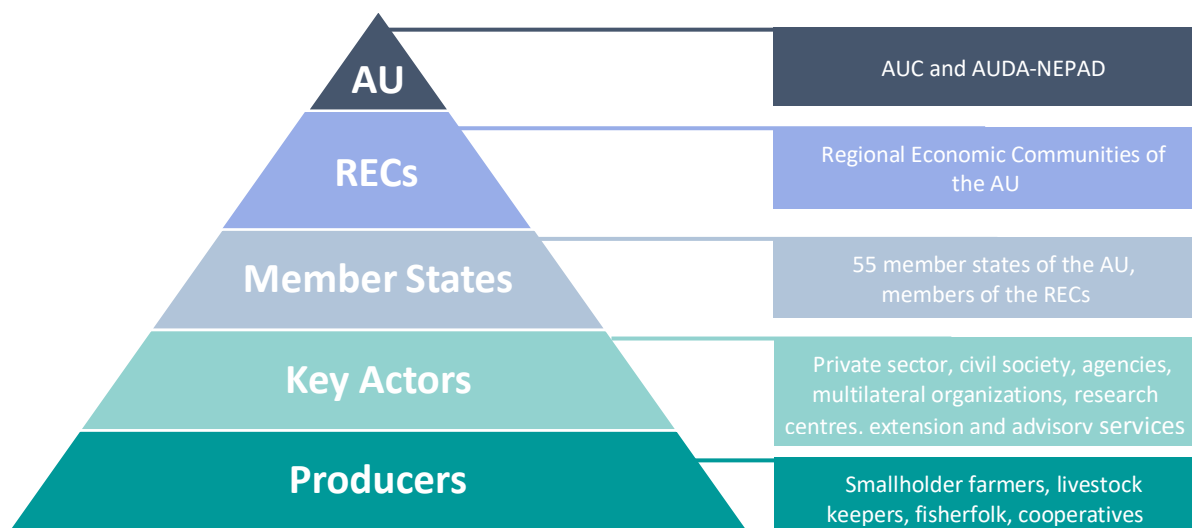 AU
AUC and AUDA-NEPAD
RECs
Regional Economic Communities of
the AU
Member States
55 member states of the AU,
members of the RECs
Key Actors
Private sector, civil society, agencies,
multilateral organizations, research
centres, extension and advisory services
Producers
Smallholder farmers, livestock
keepers, fisherfolk, cooperatives